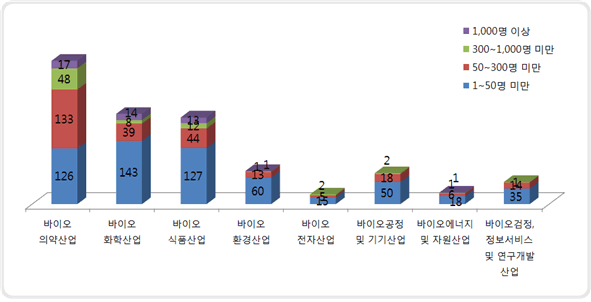 1,000명 이상
300~1,000명 미만
50~300명 미만
1~50명 미만
17
48
133
126
14
8
39
143
13
12
44
127
1 1
13
60
2
5
15
2
18
50
1
1
6
18
1
14
35
바이오 의약산업
바이오 화학산업
바이오 식품산업
바이오 환경산업
바이오 전자산업
바이오공정 및 기기산업
바이오에너지 및 자원산업
바이오검정, 정보서비스 및 연구개발 산업